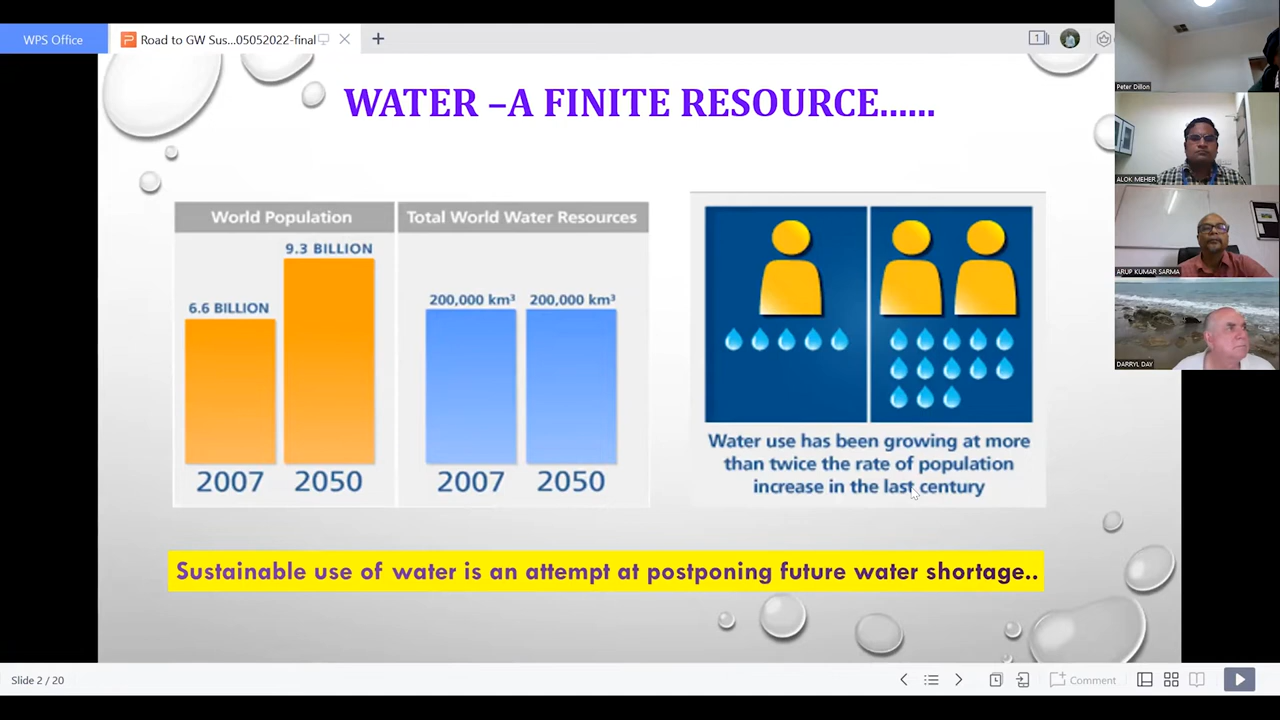 WPS Office
Road to GW Sus...05052022-final
1
WATER –A FINITE RESOURCE......
World Population
Total World Water Resources
9.3 BILLION
6.6 BILLION
200,000 km³
200,000 km³
2007
2050
2007
2050
Water use has been growing at more
than twice the rate of population
increase in the last century
Sustainable use of water is an attempt at postponing future water shortage..
Peter Dillon
ALOK MEHER
ARUP KUMAR SARMA
DARRYL DAY
Slide 2 / 20
Comment